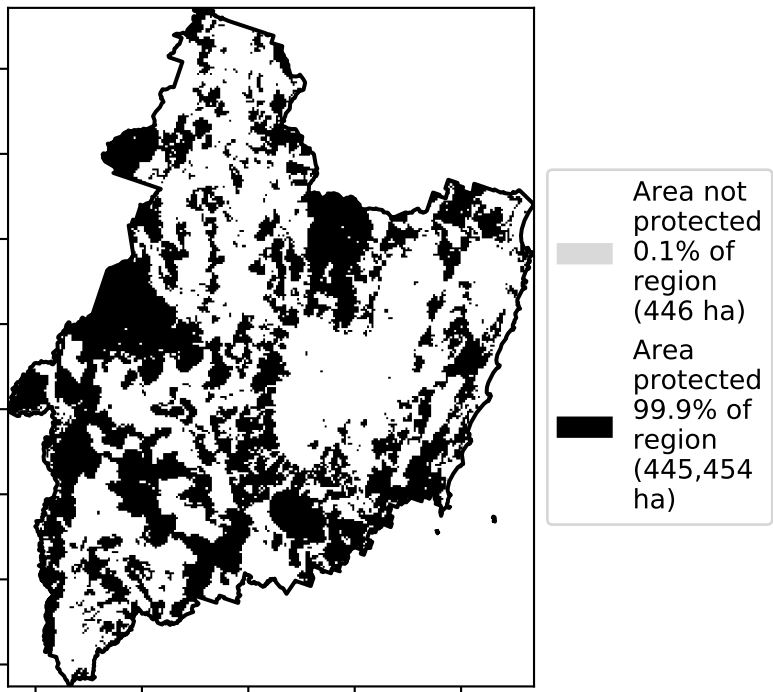 Area not
protected
0.1% of
region
(446 ha)
Area
protected
99.9% of
region
(445,454
ha)